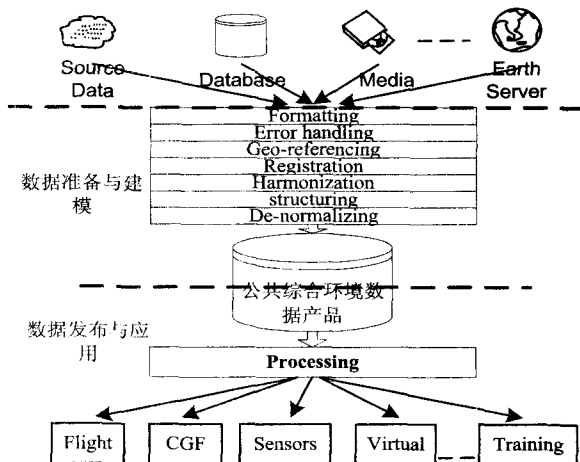 Source
Data
Database
Media
Earth
Server
Formatting
Error handling
Geo-referencing
Registration
Harmonization
structuring
De-normalizing
数据准备与建
模
公共综合环境数
据产品
数据发布与应
用
Processing
Flight
CGF
Sensors
Virtual
Training